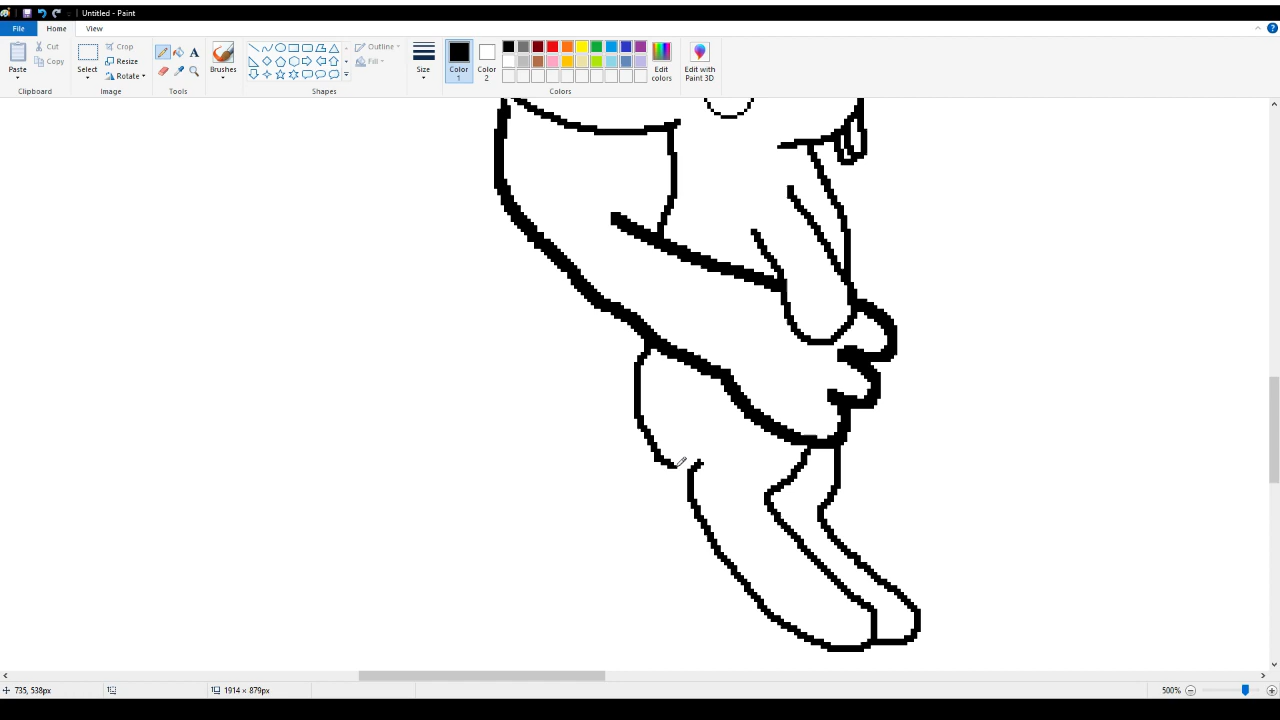 Untitled - Paint
File Home View
Paste
Cut
Copy
Clipboard
Select
Crop
Resize
Rotate
Image
A
Tools
Brushes
Outline
Fill
Shapes
Size
Color
1
Color
2
Edit
colors
Colors
Edit with
Paint 3D
735, 538px
1914 × 879px
500%